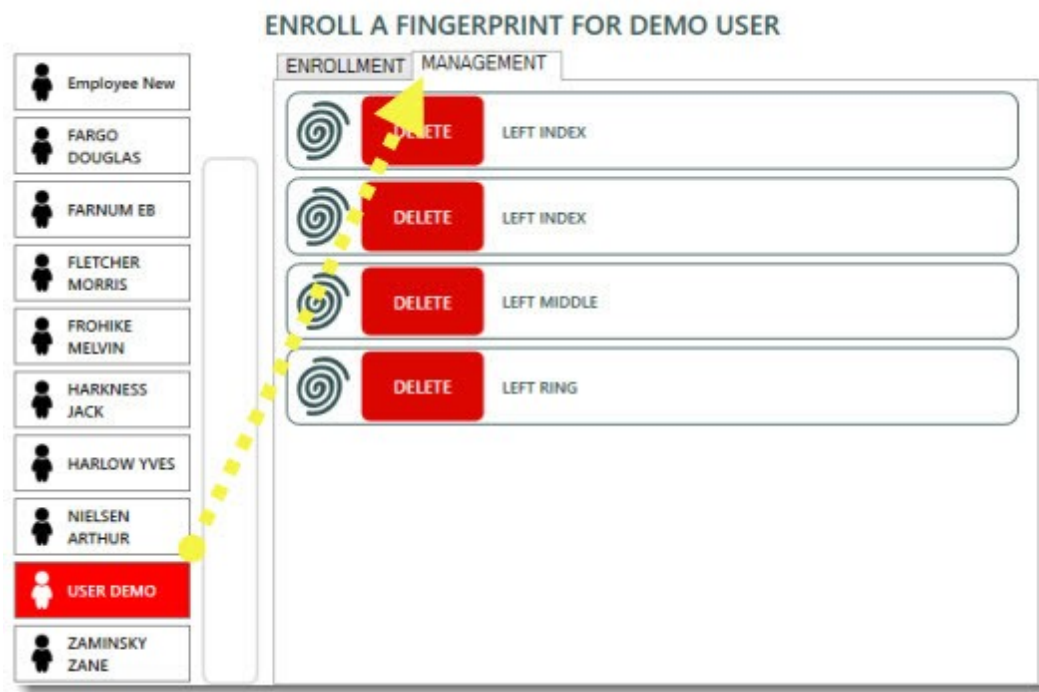 ENROLL A FINGERPRINT FOR DEMO USER
Employee New
FARGO
DOUGLAS
FARNUM EB
FLETCHER
MORRIS
FROHIKE
MELVIN
HARKNESS
JACK
HARLOW YVES
NIELSEN
ARTHUR
USER DEMO
ZAMINSKY
ZANE
ENROLLMENT MANAGEMENT
DELETE LEFT INDEX
DELETE LEFT INDEX
DELETE LEFT MIDDLE
DELETE LEFT RING